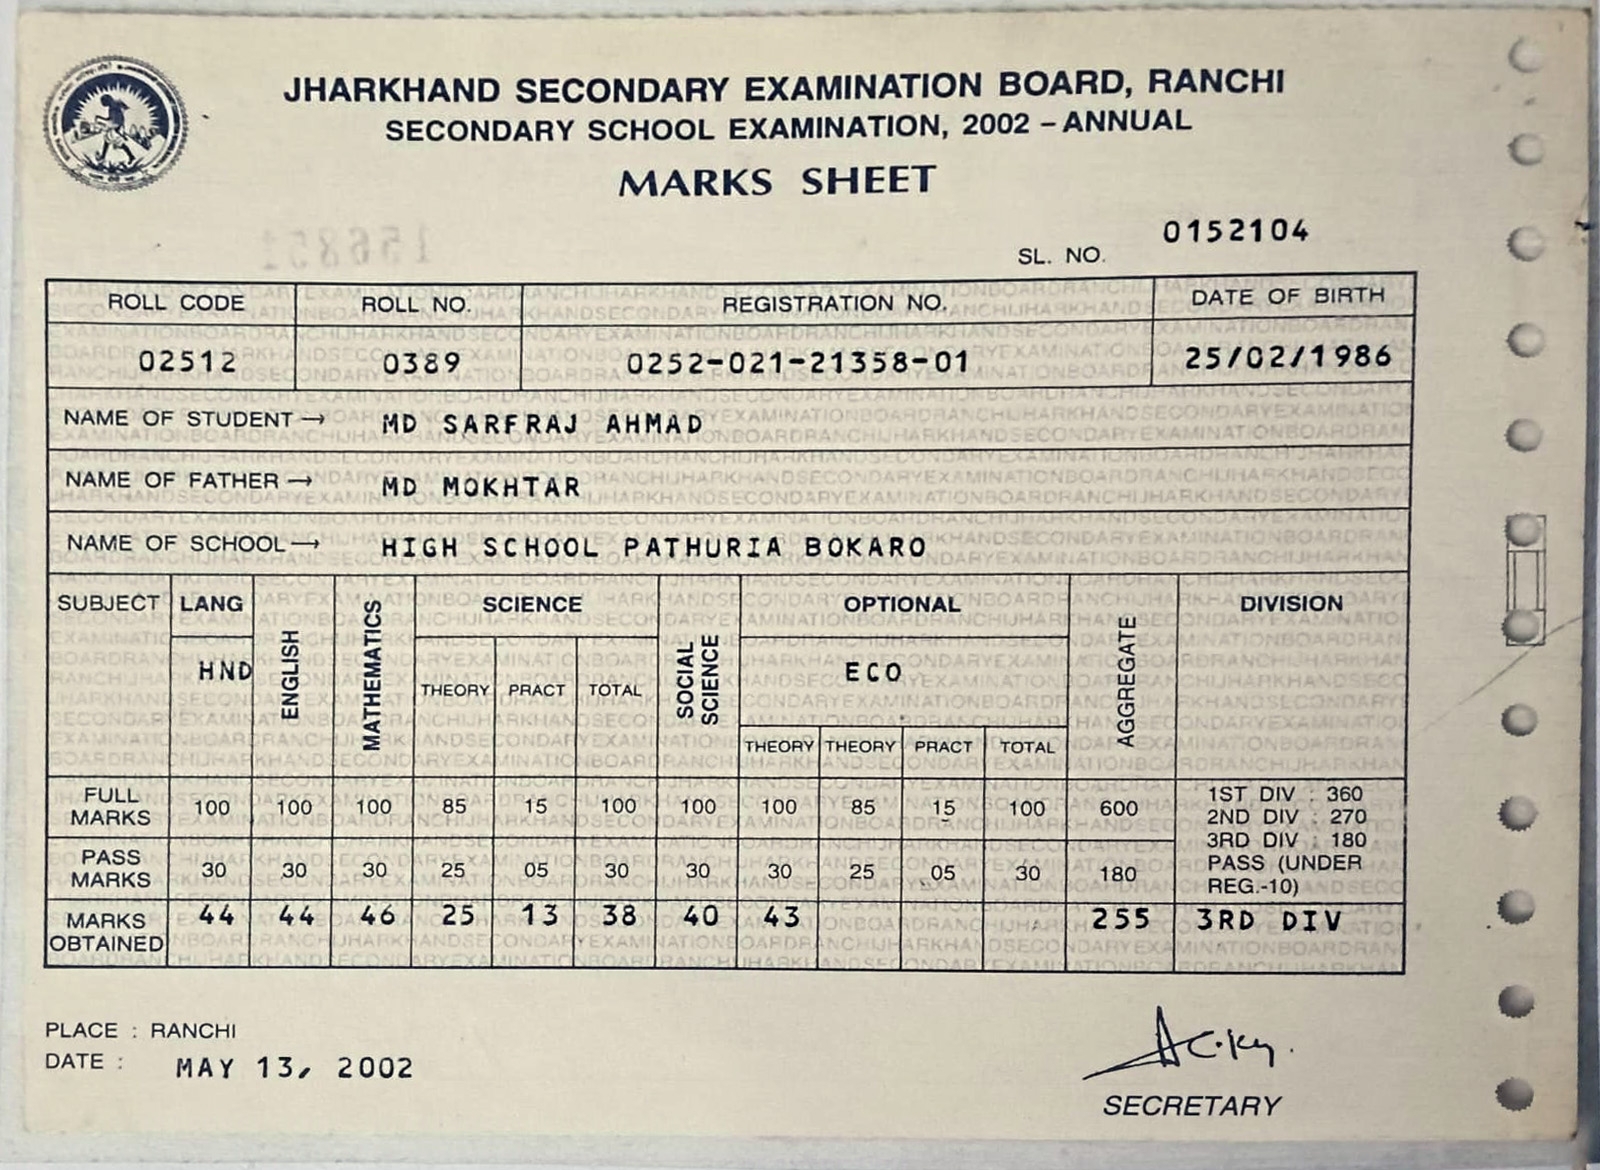 JHARKHAND SECONDARY EXAMINATION BOARD, RANCHI
SECONDARY SCHOOL EXAMINATION, 2002 – ANNUAL
MARKS SHEET
SL. NO. 0152104
ROLL CODE ROLL NO. REGISTRATION NO. DATE OF BIRTH
02512 0389 0252-021-21358-01 25/02/1986
NAME OF STUDENT → MD SARFRAJ AHMAD
NAME OF FATHER → MD MOKHTAR
NAME OF SCHOOL → HIGH SCHOOL PATHURIA BOKARO
SUBJECT LANG ENGLISH MATHEMATICS SCIENCE SOCIAL SCIENCE OPTIONAL AGGREGATE DIVISION
HND THEORY PRACT TOTAL ECO
THEORY THEORY PRACT TOTAL
FULL MARKS 100 100 100 85 15 100 100 100 85 15 100 600 1ST DIV : 360
2ND DIV : 270
3RD DIV : 180
PASS MARKS 30 30 30 25 05 30 30 30 25 05 30 180 PASS (UNDER
REG.-10)
MARKS OBTAINED 44 44 46 25 13 38 40 43 255 3RD DIV
PLACE : RANCHI
DATE : MAY 13, 2002
SECRETARY